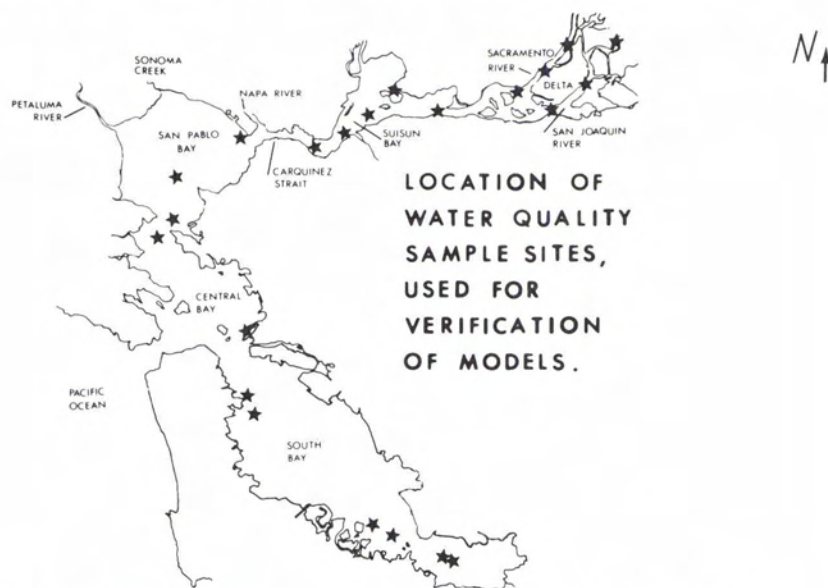 SONOMA
CREEK
PETALUMA
RIVER
NAPA RIVER
SAN PABLO
BAY
CARQUINEZ
STRAIT
SUISUN
BAY
SACRAMENTO
RIVER
DELTA
SAN JOAQUIN
RIVER
N
LOCATION OF
WATER QUALITY
SAMPLE SITES,
USED FOR
VERIFICATION
OF MODELS.
CENTRAL
BAY
PACIFIC
OCEAN
SOUTH
BAY